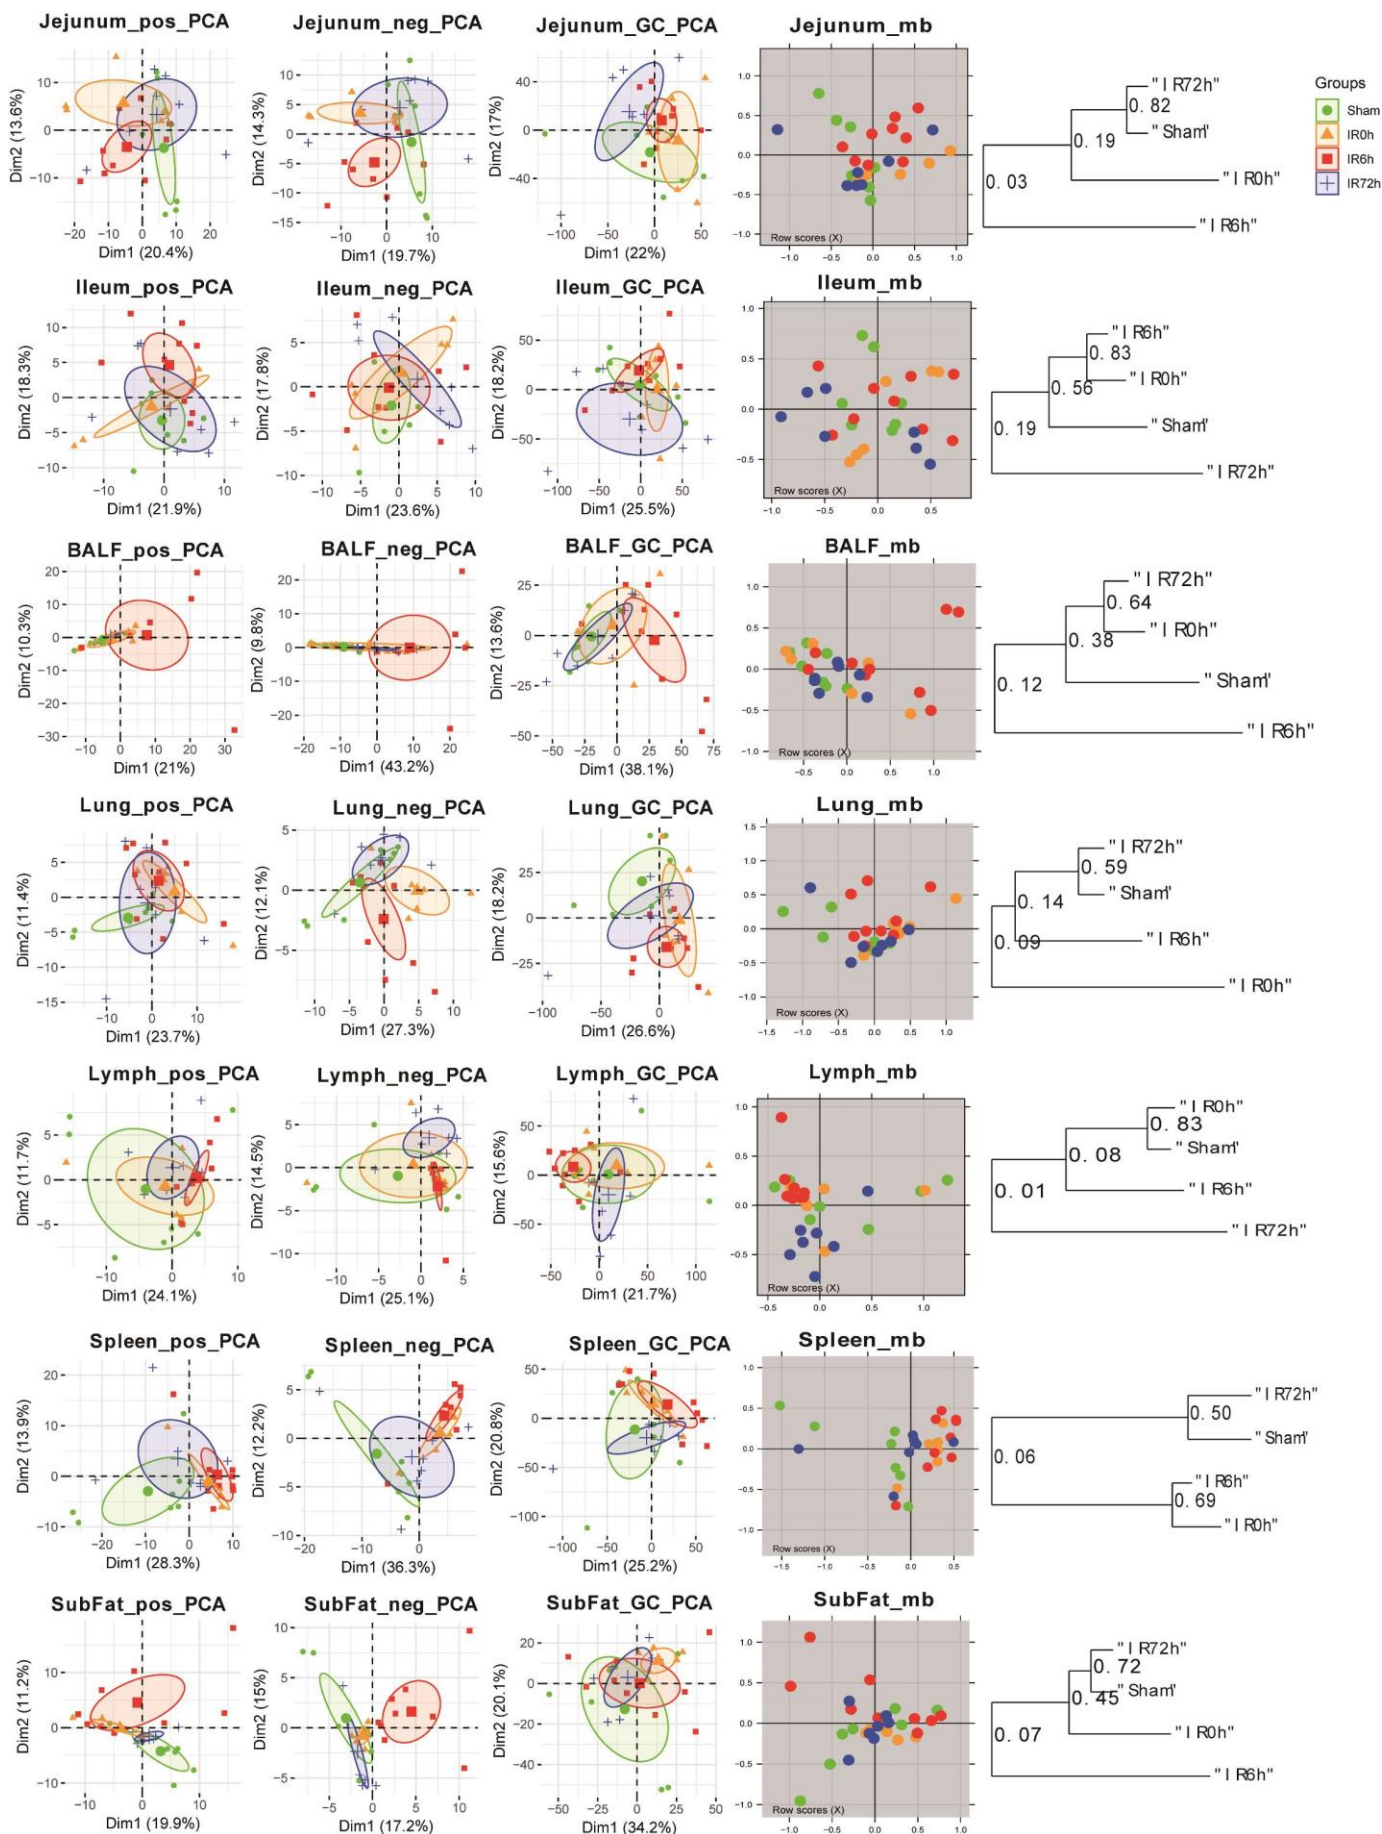 Jejunum_pos_PCA
Jejunum_neg_PCA
Jejunum_GC_PCA
Jejunum_mb
Dim2 (13.6%)
Dim1 (20.4%)
Dim2 (14.3%)
Dim1 (19.7%)
Dim2 (17%)
Dim1 (22%)
Row scores (X)
0.03
0.19
0.82
"IR72h"
"Sham"
"IR0h"
"IR6h"
Groups
Sham
IR0h
IR6h
IR72h
Ileum_pos_PCA
Ileum_neg_PCA
Ileum_GC_PCA
Ileum_mb
Dim2 (18.3%)
Dim1 (21.9%)
Dim2 (17.8%)
Dim1 (23.6%)
Dim2 (18.2%)
Dim1 (25.5%)
Row scores (X)
0.19
0.56
0.83
"IR6h"
"IR0h"
"Sham"
"IR72h"
BALF_pos_PCA
BALF_neg_PCA
BALF_GC_PCA
BALF_mb
Dim2 (10.3%)
Dim1 (21%)
Dim2 (9.8%)
Dim1 (43.2%)
Dim2 (13.6%)
Dim1 (38.1%)
Row scores (X)
0.12
0.38
0.64
"IR72h"
"IR0h"
"Sham"
"IR6h"
Lung_pos_PCA
Lung_neg_PCA
Lung_GC_PCA
Lung_mb
Dim2 (11.4%)
Dim1 (23.7%)
Dim2 (12.1%)
Dim1 (27.3%)
Dim2 (18.2%)
Dim1 (26.6%)
Row scores (X)
0.09
0.14
0.59
"IR72h"
"Sham"
"IR6h"
"IR0h"
Lymph_pos_PCA
Lymph_neg_PCA
Lymph_GC_PCA
Lymph_mb
Dim2 (11.7%)
Dim1 (24.1%)
Dim2 (14.5%)
Dim1 (25.1%)
Dim2 (15.6%)
Dim1 (21.7%)
Row scores (X)
0.01
0.08
0.83
"IR0h"
"Sham"
"IR6h"
"IR72h"
Spleen_pos_PCA
Spleen_neg_PCA
Spleen_GC_PCA
Spleen_mb
Dim2 (13.9%)
Dim1 (28.3%)
Dim2 (12.2%)
Dim1 (36.3%)
Dim2 (20.8%)
Dim1 (25.2%)
Row scores (X)
0.06
0.50
0.69
"IR72h"
"Sham"
"IR6h"
"IR0h"
SubFat_pos_PCA
SubFat_neg_PCA
SubFat_GC_PCA
SubFat_mb
Dim2 (11.2%)
Dim1 (19.9%)
Dim2 (15%)
Dim1 (17.2%)
Dim2 (20.1%)
Dim1 (34.2%)
Row scores (X)
0.07
0.45
0.72
"IR72h"
"Sham"
"IR0h"
"IR6h"